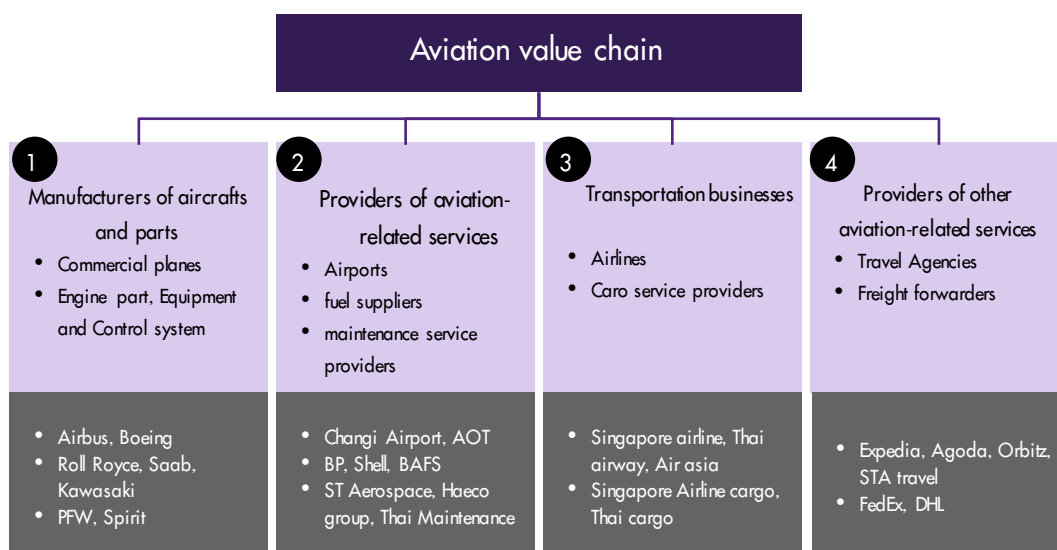 Aviation value chain
1
Manufacturers of aircrafts
and parts
• Commercial planes
• Engine part, Equipment
and Control system
• Airbus, Boeing
• Roll Royce, Saab,
Kawasaki
• PFW, Spirit
2
Providers of aviation-
related services
• Airports
• fuel suppliers
• maintenance service
providers
• Changi Airport, AOT
• BP, Shell, BAFS
• ST Aerospace, Haeco
group, Thai Maintenance
3
Transportation businesses
• Airlines
• Caro service providers
• Singapore airline, Thai
airway, Air asia
• Singapore Airline cargo,
Thai cargo
4
Providers of other
aviation-related services
• Travel Agencies
• Freight forwarders
• Expedia, Agoda, Orbitz,
STA travel
• FedEx, DHL